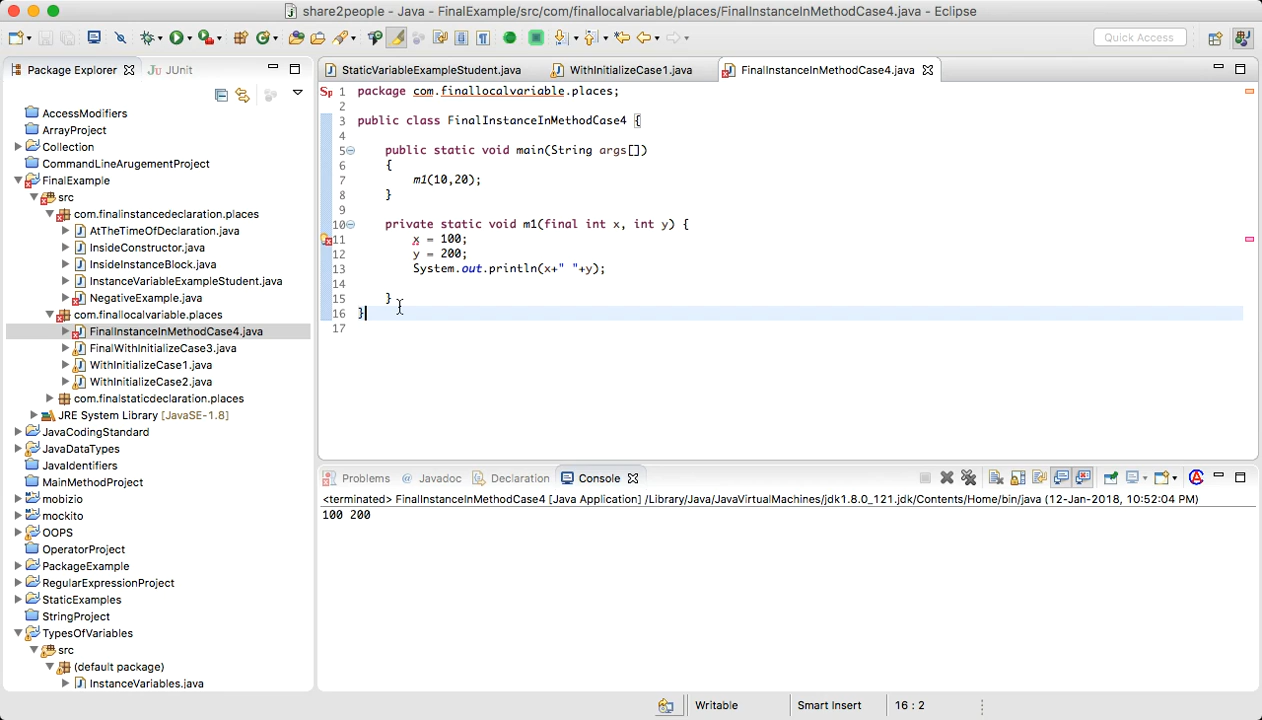 share2people - Java - FinalExample/src/com/finallocalvariable/places/FinalInstanceInMethodCase4.java - Eclipse
Quick Access
Package Explorer
JUnit
AccessModifiers
ArrayProject
Collection
CommandLineArugementProject
FinalExample
src
com.finalinstancedeclaration.places
AtTheTimeOfDeclaration.java
InsideConstructor.java
InsideInstanceBlock.java
InstanceVariableExampleStudent.java
NegativeExample.java
com.finallocalvariable.places
FinalInstanceInMethodCase4.java
FinalWithInitializeCase3.java
WithInitializeCase1.java
WithInitializeCase2.java
com.finalstaticdeclaration.places
JRE System Library [JavaSE-1.8]
JavaCodingStandard
JavaDataTypes
JavaIdentifiers
MainMethodProject
mobizio
mockito
OOPS
OperatorProject
PackageExample
RegularExpressionProject
StaticExamples
StringProject
TypesOfVariables
src
(default package)
InstanceVariables.java
StaticVariableExampleStudent.java
WithInitializeCase1.java
FinalInstanceInMethodCase4.java
1 package com.finallocalvariable.places;
2
3 public class FinalInstanceInMethodCase4 {
4
5 public static void main(String args[])
6 {
7 m1(10,20);
8 }
9
10 private static void m1(final int x, int y) {
11 x = 100;
12 y = 200;
13 System.out.println(x+" "+y);
14
15 }
16 }
17
Problems
@ Javadoc
Declaration
Console
<terminated> FinalInstanceInMethodCase4 [Java Application] /Library/Java/JavaVirtualMachines/jdk1.8.0_121.jdk/Contents/Home/bin/java (12-Jan-2018, 10:52:04 PM)
100 200
Writable
Smart Insert
16 : 2